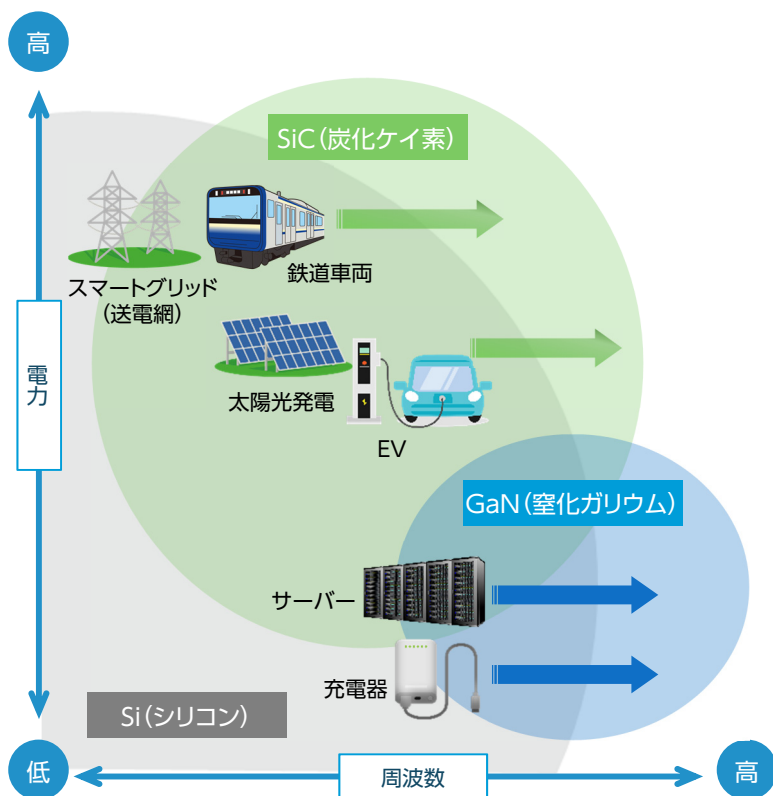 高
SiC(炭化ケイ素)
スマートグリッド
(送電網)
鉄道車両
電力
太陽光発電
EV
GaN(窒化ガリウム)
サーバー
充電器
Si(シリコン)
低
周波数
高